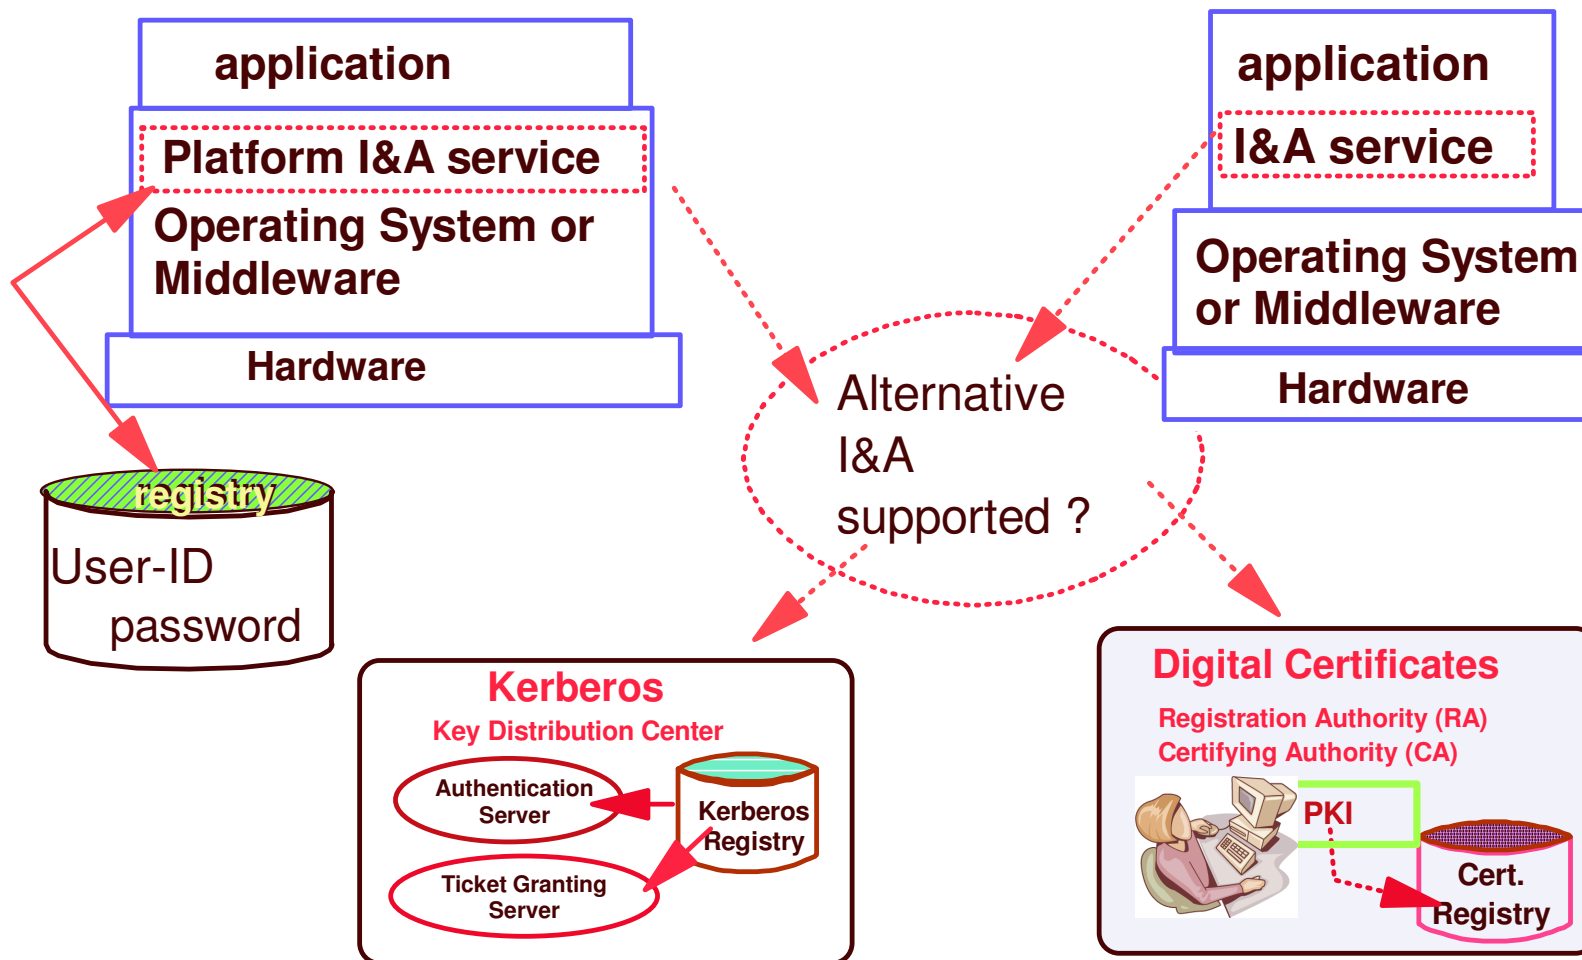 application
Platform I&A service
Operating System or
Middleware
Hardware
registry
User-ID
password
application
I&A service
Operating System
or Middleware
Hardware
Alternative
I&A
supported ?
Kerberos
Key Distribution Center
Authentication
Server
Kerberos
Registry
Ticket Granting
Server
Digital Certificates
Registration Authority (RA)
Certifying Authority (CA)
PKI
Cert.
Registry